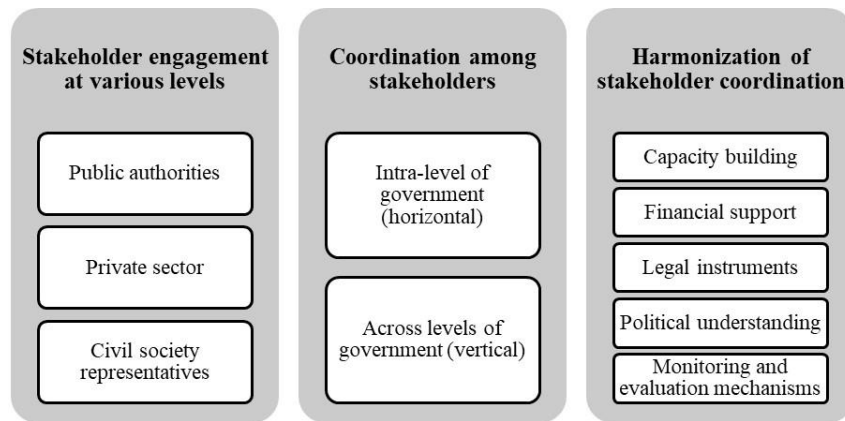 Stakeholder engagement
at various levels
Public authorities
Private sector
Civil society
representatives
Coordination among
stakeholders
Intra-level of
government
(horizontal)
Across levels of
government (vertical)
Harmonization of
stakeholder coordination
Capacity building
Financial support
Legal instruments
Political understanding
Monitoring and
evaluation mechanisms